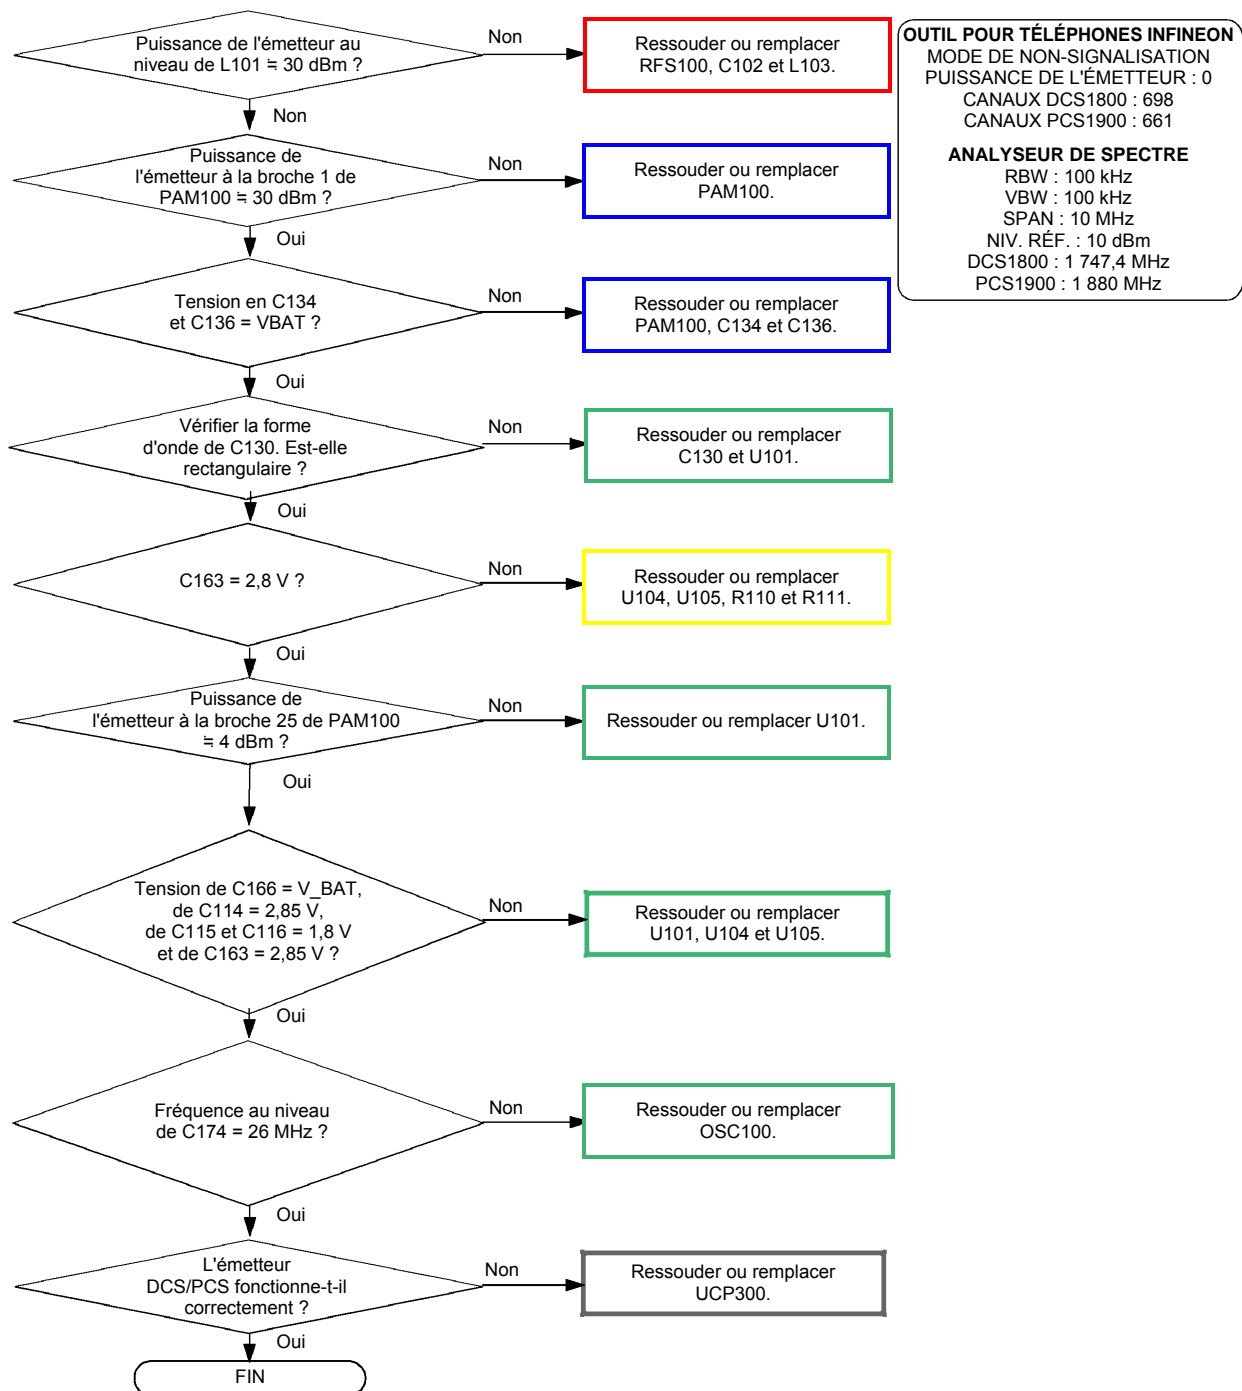 Puissance de l'émetteur au
niveau de L101 ≒ 30 dBm ?
Non
Ressouder ou remplacer
RFS100, C102 et L103.
Non
Puissance de
l'émetteur à la broche 1 de
PAM100 ≒ 30 dBm ?
Non
Ressouder ou remplacer
PAM100.
Oui
Tension en C134
et C136 = VBAT ?
Non
Ressouder ou remplacer
PAM100, C134 et C136.
Oui
Vérifier la forme
d'onde de C130. Est-elle
rectangulaire ?
Non
Ressouder ou remplacer
C130 et U101.
Oui
C163 = 2,8 V ?
Non
Ressouder ou remplacer
U104, U105, R110 et R111.
Oui
Puissance de
l'émetteur à la broche 25 de PAM100
≒ 4 dBm ?
Non
Ressouder ou remplacer U101.
Oui
Tension de C166 = V_BAT,
de C114 = 2,85 V,
de C115 et C116 = 1,8 V
et de C163 = 2,85 V ?
Non
Ressouder ou remplacer
U101, U104 et U105.
Oui
Fréquence au niveau
de C174 = 26 MHz ?
Non
Ressouder ou remplacer
OSC100.
Oui
L'émetteur
DCS/PCS fonctionne-t-il
correctement ?
Non
Ressouder ou remplacer
UCP300.
Oui
FIN
OUTIL POUR TÉLÉPHONES INFINEON
MODE DE NON-SIGNALISATION
PUISSANCE DE L'ÉMETTEUR : 0
CANAUX DCS1800 : 698
CANAUX PCS1900 : 661
ANALYSEUR DE SPECTRE
RBW : 100 kHz
VBW : 100 kHz
SPAN : 10 MHz
NIV. RÉF. : 10 dBm
DCS1800 : 1 747,4 MHz
PCS1900 : 1 880 MHz